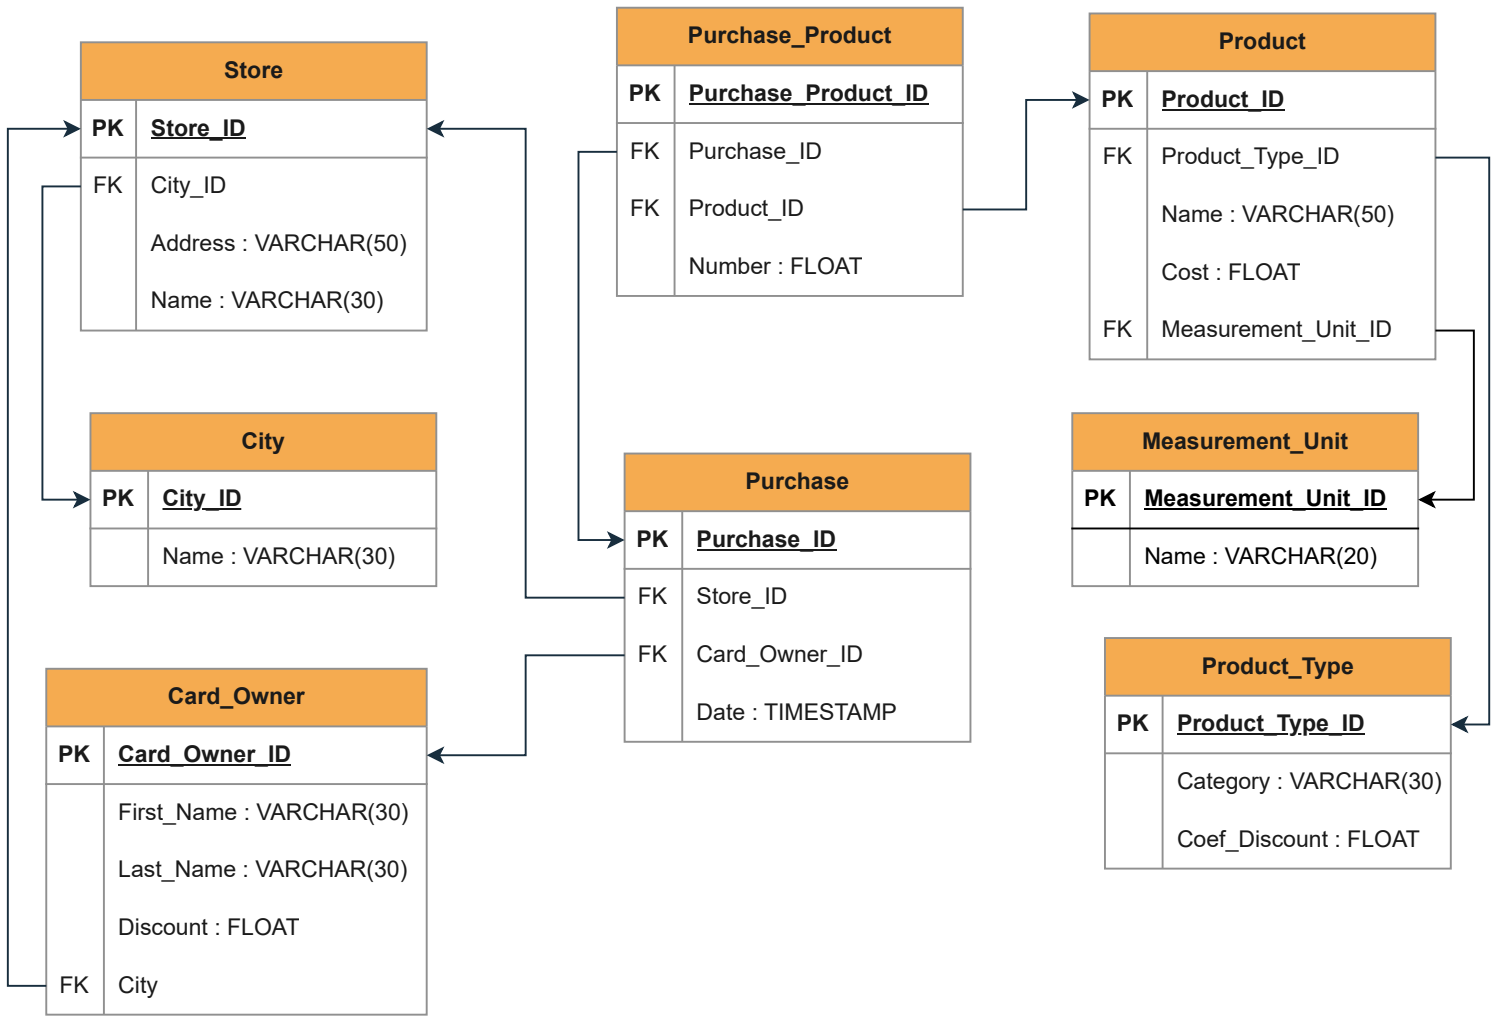 Store
PK Store_ID
FK City_ID
Address : VARCHAR(50)
Name : VARCHAR(30)
Purchase_Product
PK Purchase_Product_ID
FK Purchase_ID
FK Product_ID
Number : FLOAT
Product
PK Product_ID
FK Product_Type_ID
Name : VARCHAR(50)
Cost : FLOAT
FK Measurement_Unit_ID
City
PK City_ID
Name : VARCHAR(30)
Purchase
PK Purchase_ID
FK Store_ID
FK Card_Owner_ID
Date : TIMESTAMP
Measurement_Unit
PK Measurement_Unit_ID
Name : VARCHAR(20)
Card_Owner
PK Card_Owner_ID
First_Name : VARCHAR(30)
Last_Name : VARCHAR(30)
Discount : FLOAT
FK City
Product_Type
PK Product_Type_ID
Category : VARCHAR(30)
Coef_Discount : FLOAT